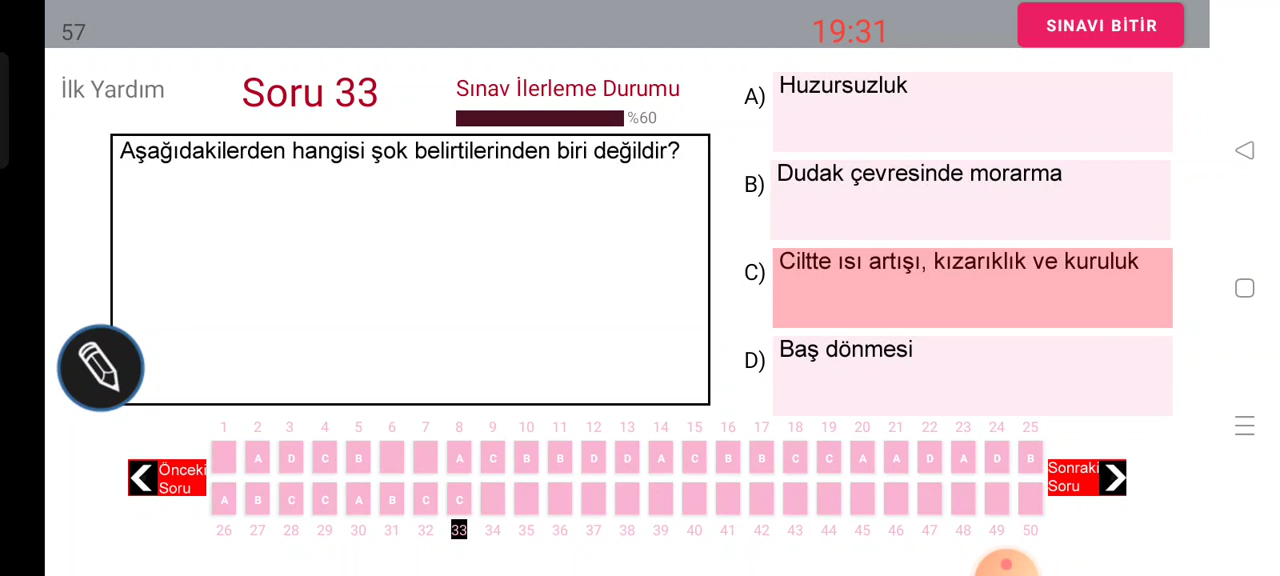 57
19:31
SINAVI BİTİR
İlk Yardım
Soru 33
Sınav İlerleme Durumu
%60
Aşağıdakilerden hangisi şok belirtilerinden biri değildir?
A) Huzursuzluk
B) Dudak çevresinde morarma
C) Ciltte ısı artışı, kızarıklık ve kuruluk
D) Baş dönmesi
1 2 3 4 5 6 7 8 9 10 11 12 13 14 15 16 17 18 19 20 21 22 23 24 25
A D C B A C B B D D A C B B C C A A D A D B
Önceki
Soru
Sonraki
Soru
A B C C A B C C
26 27 28 29 30 31 32 33 34 35 36 37 38 39 40 41 42 43 44 45 46 47 48 49 50